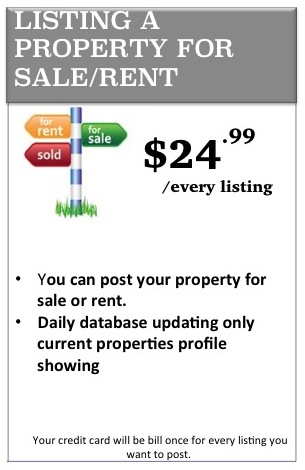 LISTING A
PROPERTY FOR
SALE/RENT
for
rent
for
sale
sold
$24.99
/every listing
• You can post your property for
sale or rent.
• Daily database updating only
current properties profile
showing
Your credit card will be bill once for every listing you
want to post.